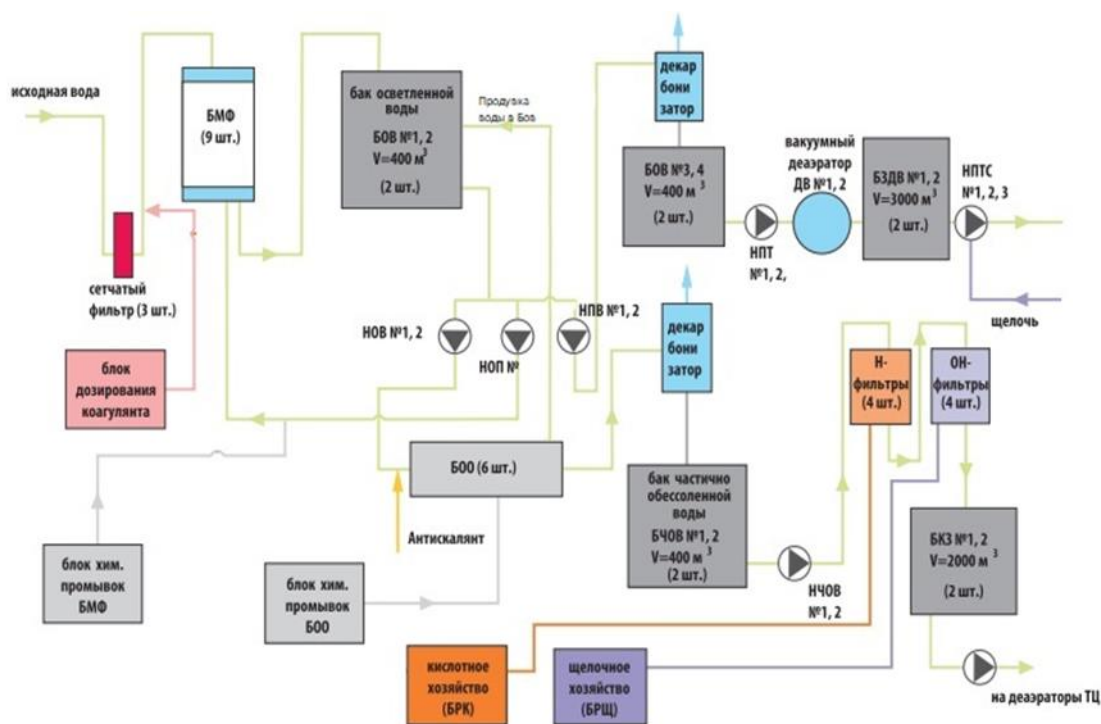 исходная вода
БМФ
(9 шт.)
сетчатый
фильтр (3 шт.)
блок
дозирования
коагулянта
бак осветленной
воды
БОВ №1, 2
V=400 м³
(2 шт.)
Продувка
воды в Бов
НОВ №1, 2
НОП №
НПВ №1, 2
БОО (6 шт.)
Антискалянт
блок хим.
промывок
БМФ
блок хим.
промывок
БОО
декар
бони
затор
БОВ №3, 4
V=400 м³
(2 шт.)
НПТ
№1, 2,
вакуумный
деаэратор
ДВ №1, 2
БЗДВ №1, 2
V=3000 м³
(2 шт.)
НПТС
№1, 2, 3
щелочь
декар
бони
затор
бак частично
обессоленной
воды
БЧОВ №1, 2
V=400 м³
(2 шт.)
НЧОВ
№1, 2
Н-
фильтры
(4 шт.)
ОН-
фильтры
(4 шт.)
БКЗ №1, 2
V=2000 м³
(2 шт.)
на деаэраторы ТЦ
кислотное
хозяйство
(БРК)
щелочное
хозяйство
(БРЩ)